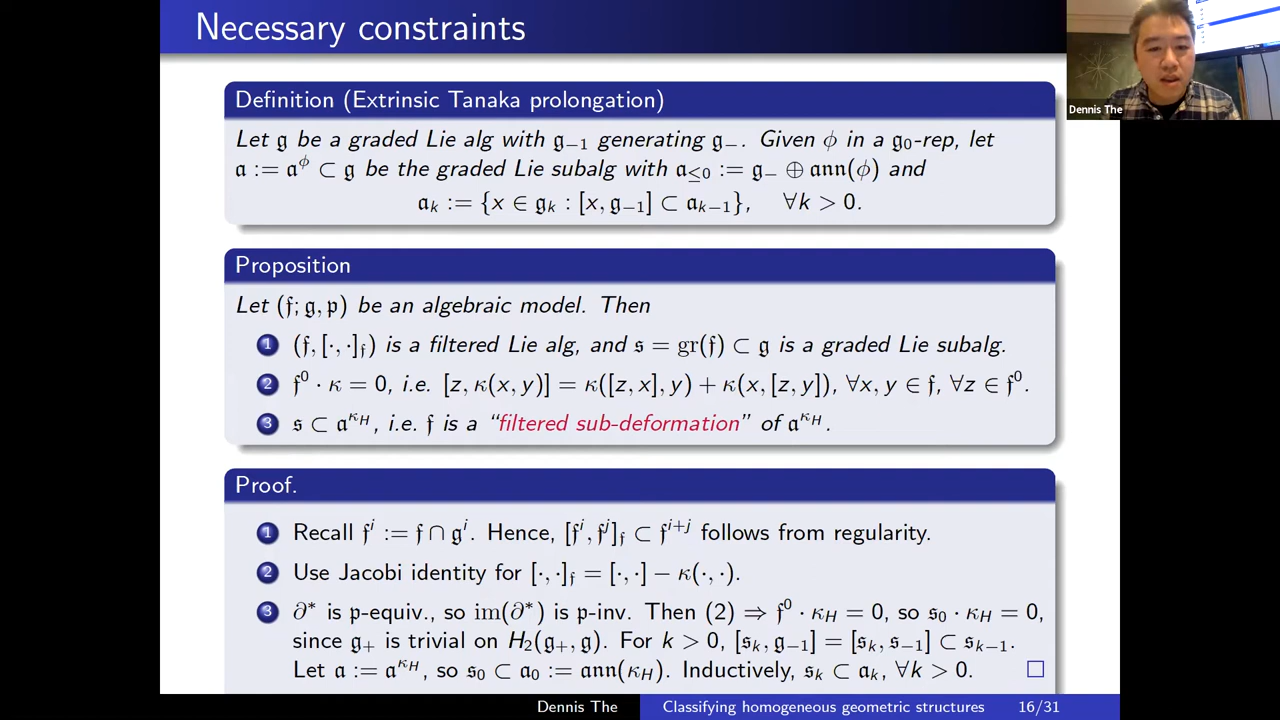 Necessary constraints
Dennis The
Definition (Extrinsic Tanaka prolongation)
Let 𝔤 be a graded Lie alg with 𝔤₋₁ generating 𝔤₋. Given ϕ in a 𝔤₀-rep, let
𝔞 := 𝔞^ϕ ⊂ 𝔤 be the graded Lie subalg with 𝔞_{≤0} := 𝔤₋ ⊕ 𝔞𝔫𝔫(ϕ) and
𝔞_k := {x ∈ 𝔤_k : [x, 𝔤₋₁] ⊂ 𝔞_{k−1}}, ∀k > 0.
Proposition
Let (𝔣; 𝔤, 𝔭) be an algebraic model. Then
1 (𝔣, [·, ·]_𝔣) is a filtered Lie alg, and 𝔰 = gr(𝔣) ⊂ 𝔤 is a graded Lie subalg.
2 𝔣⁰ · κ = 0, i.e. [z, κ(x, y)] = κ([z, x], y) + κ(x, [z, y]), ∀x, y ∈ 𝔣, ∀z ∈ 𝔣⁰.
3 𝔰 ⊂ 𝔞^{κ_H}, i.e. 𝔣 is a “filtered sub-deformation” of 𝔞^{κ_H}.
Proof.
1 Recall 𝔣^i := 𝔣 ∩ 𝔤^i. Hence, [𝔣^i, 𝔣^j]_𝔣 ⊂ 𝔣^{i+j} follows from regularity.
2 Use Jacobi identity for [·, ·]_𝔣 = [·, ·] − κ(·, ·).
3 ∂* is 𝔭-equiv., so im(∂*) is 𝔭-inv. Then (2) ⇒ 𝔣⁰ · κ_H = 0, so 𝔰₀ · κ_H = 0,
since 𝔤₊ is trivial on H₂(𝔤₊, 𝔤). For k > 0, [𝔰_k, 𝔤₋₁] = [𝔰_k, 𝔰₋₁] ⊂ 𝔰_{k−1}.
Let 𝔞 := 𝔞^{κ_H}, so 𝔰₀ ⊂ 𝔞₀ := 𝔞𝔫𝔫(κ_H). Inductively, 𝔰_k ⊂ 𝔞_k, ∀k > 0. □
Dennis The Classifying homogeneous geometric structures 16/31